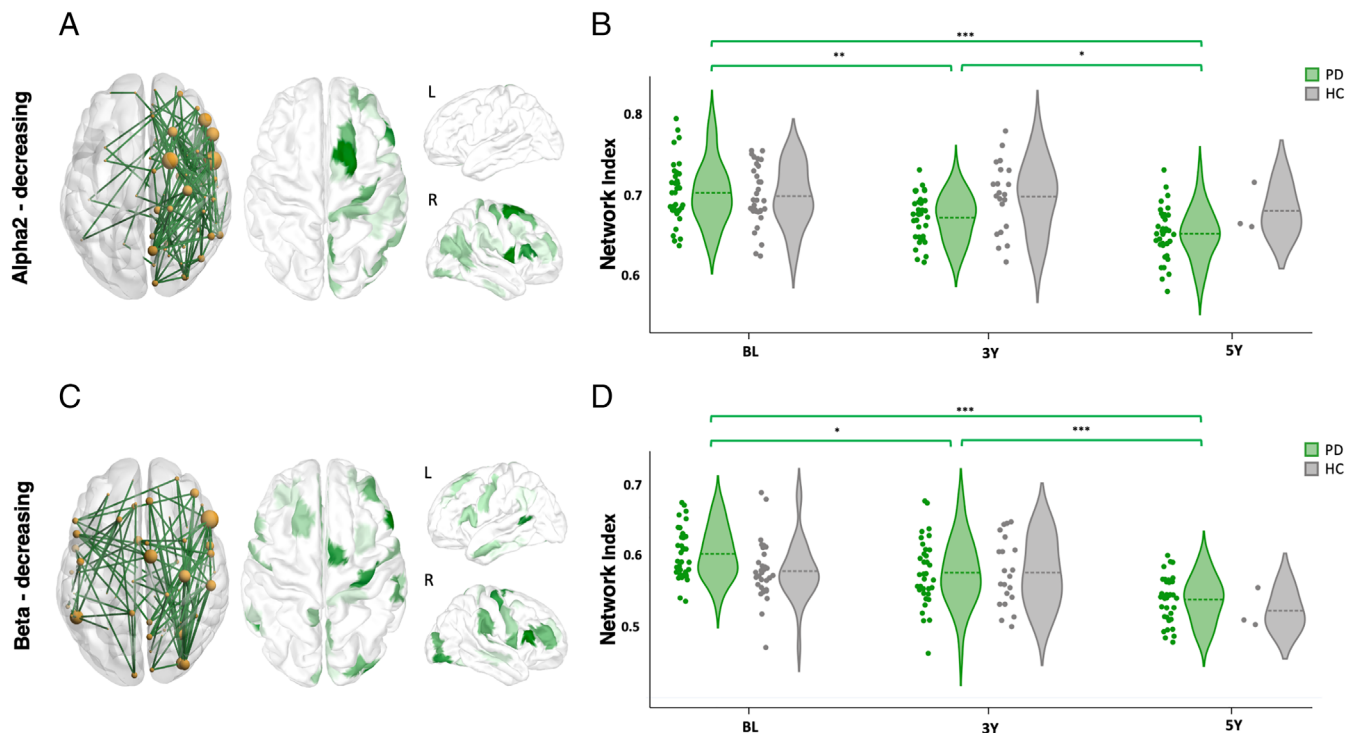 A
Alpha2 - decreasing
L
R
B
***
**
*
PD
HC
Network Index
0.8
0.7
0.6
BL
3Y
5Y
C
Beta - decreasing
L
R
D
***
*
***
PD
HC
Network Index
0.7
0.6
0.5
BL
3Y
5Y